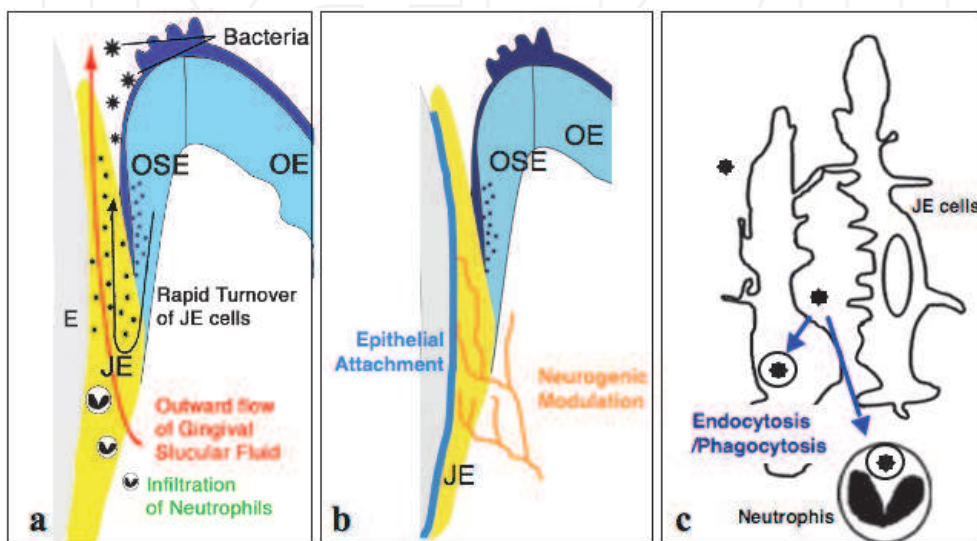 Bacteria
OSE
OE
E
Rapid Turnover
of JE cells
JE
Outward flow
of Gingival
Slucular Fluid
Infiltration
of Neutrophils
a
OSE
OE
Epithelial
Attachment
Neurogenic
Modulation
JE
b
JE cells
Endocytosis
/Phagocytosis
Neutrophis
c